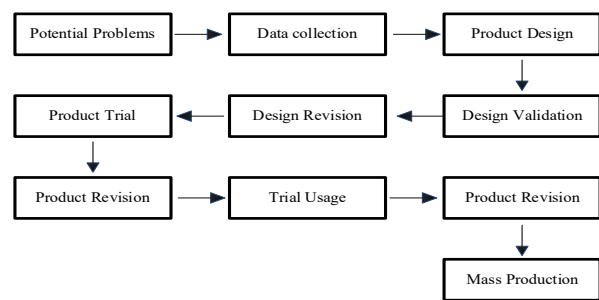 Potential Problems
Data collection
Product Design
Design Validation
Design Revision
Product Trial
Product Revision
Trial Usage
Product Revision
Mass Production